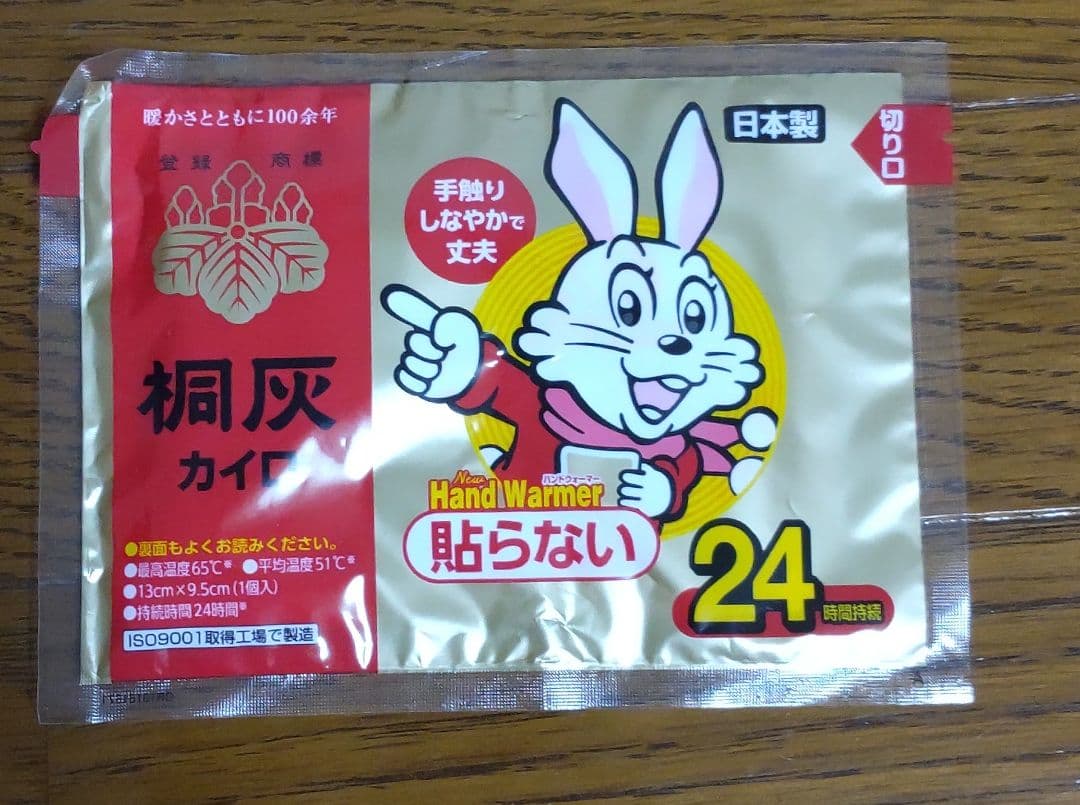 暖かさとともに100余年
登録 商標
桐灰
カイロ
●裏面もよくお読みください。
●最高温度65℃※ ●平均温度51℃※
●13cm×9.5cm(1個入)
●持続時間24時間※
ISO9001取得工場で製造
手触り
しなやかで
丈夫
日本製
切り口
New
ハンドウォーマー
Hand Warmer
貼らない
24
時間持続